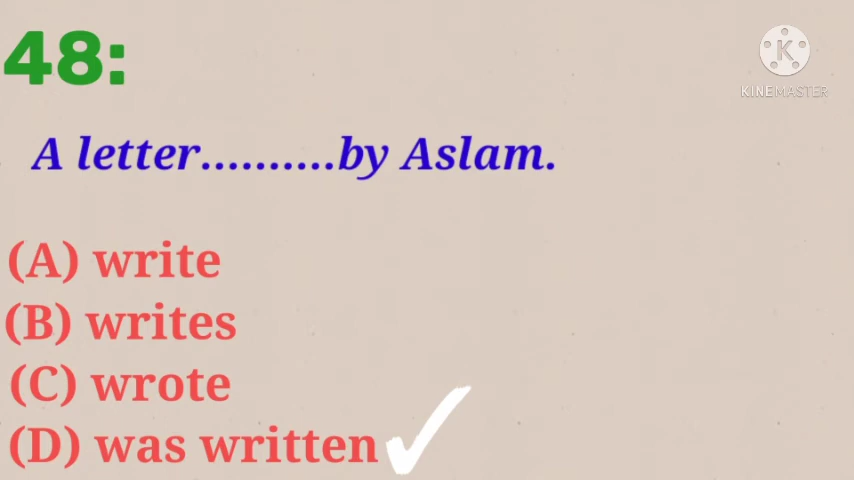 48:
KINEMASTER
A letter..........by Aslam.
(A) write
(B) writes
(C) wrote
(D) was written